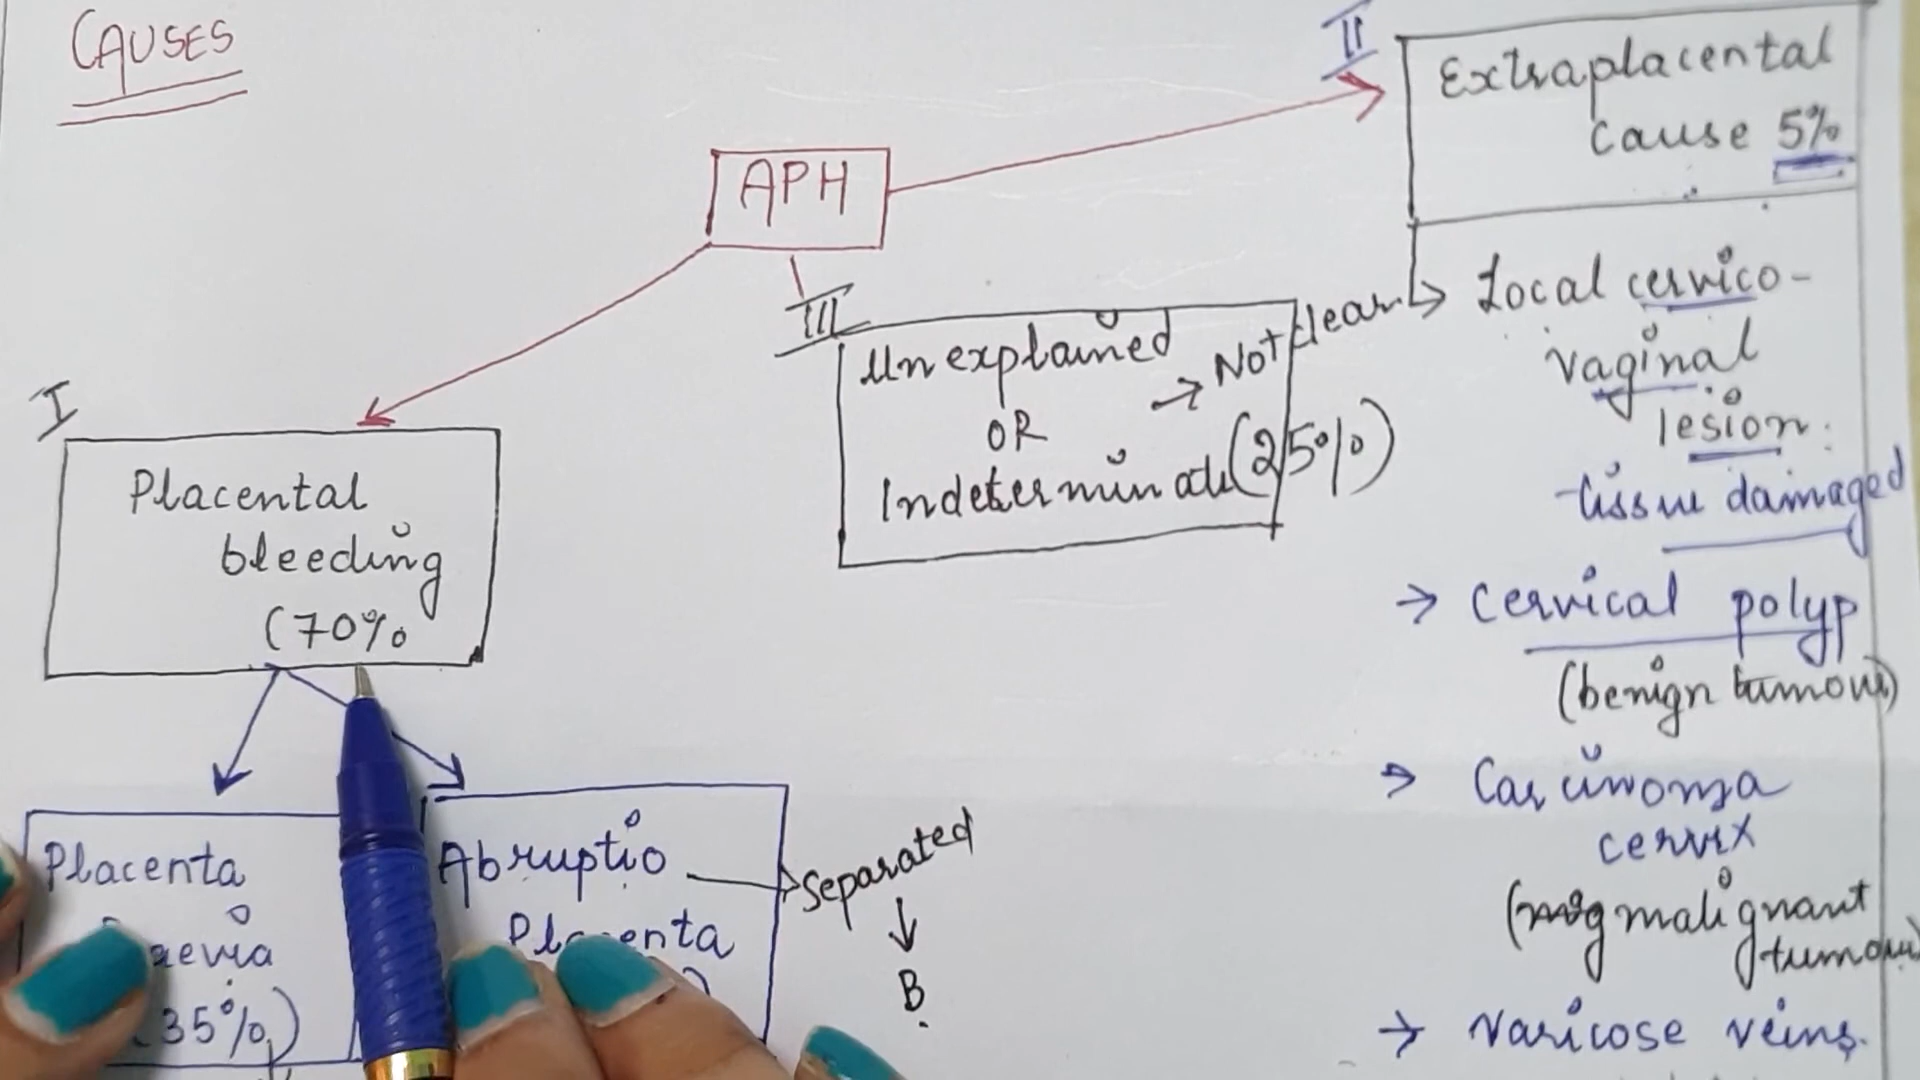 CAUSES
APH
II
Extraplacental
cause 5%
→ Local cervico-
vaginal
lesion.
tissue damaged
→ cervical polyp
(benign tumour)
→ Carcinoma
cervix
malignant
tumour)
→ Varicose veins.
III
Unexplained
OR
Indeterminate (25%)
→ Not clear
I
Placental
bleeding
(70%
Placenta
35%)
Abruptio
Placenta
Separated
↓
B.